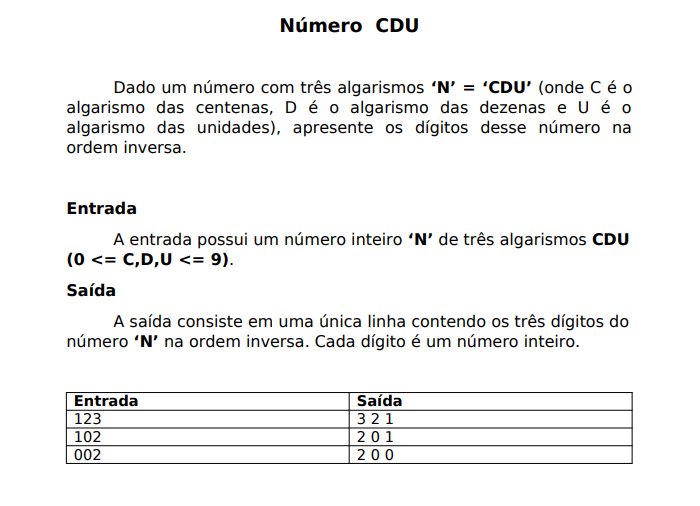 Número CDU
Dado um número com três algarismos ‘N’ = ‘CDU’ (onde C é o
algarismo das centenas, D é o algarismo das dezenas e U é o
algarismo das unidades), apresente os dígitos desse número na
ordem inversa.
Entrada
A entrada possui um número inteiro ‘N’ de três algarismos CDU
(0 <= C,D,U <= 9).
Saída
A saída consiste em uma única linha contendo os três dígitos do
número ‘N’ na ordem inversa. Cada dígito é um número inteiro.
Entrada Saída
123 3 2 1
102 2 0 1
002 2 0 0